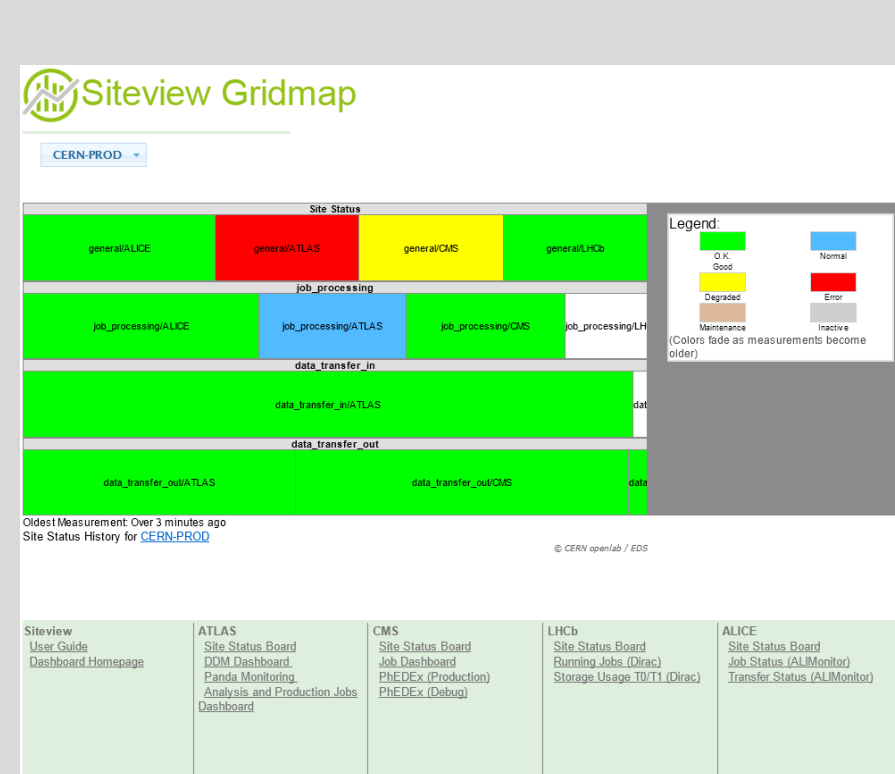 Siteview Gridmap
CERN-PROD
Site Status
general/ALICE
general/ATLAS
general/CMS
general/LHCb
job_processing
job_processing/ALICE
job_processing/ATLAS
job_processing/CMS
job_processing/LH
data_transfer_in
data_transfer_in/ATLAS
dat
data_transfer_out
data_transfer_out/ATLAS
data_transfer_out/CMS
data
Legend:
O.K.
Good
Normal
Degraded
Error
Maintenance
Inactive
(Colors fade as measurements become
older)
Oldest Measurement: Over 3 minutes ago
Site Status History for CERN-PROD
© CERN openlab / EDS
Siteview
User Guide
Dashboard Homepage
ATLAS
Site Status Board
DDM Dashboard
Panda Monitoring
Analysis and Production Jobs
Dashboard
CMS
Site Status Board
Job Dashboard
PhEDEx (Production)
PhEDEx (Debug)
LHCb
Site Status Board
Running Jobs (Dirac)
Storage Usage T0/T1 (Dirac)
ALICE
Site Status Board
Job Status (ALIMonitor)
Transfer Status (ALIMonitor)